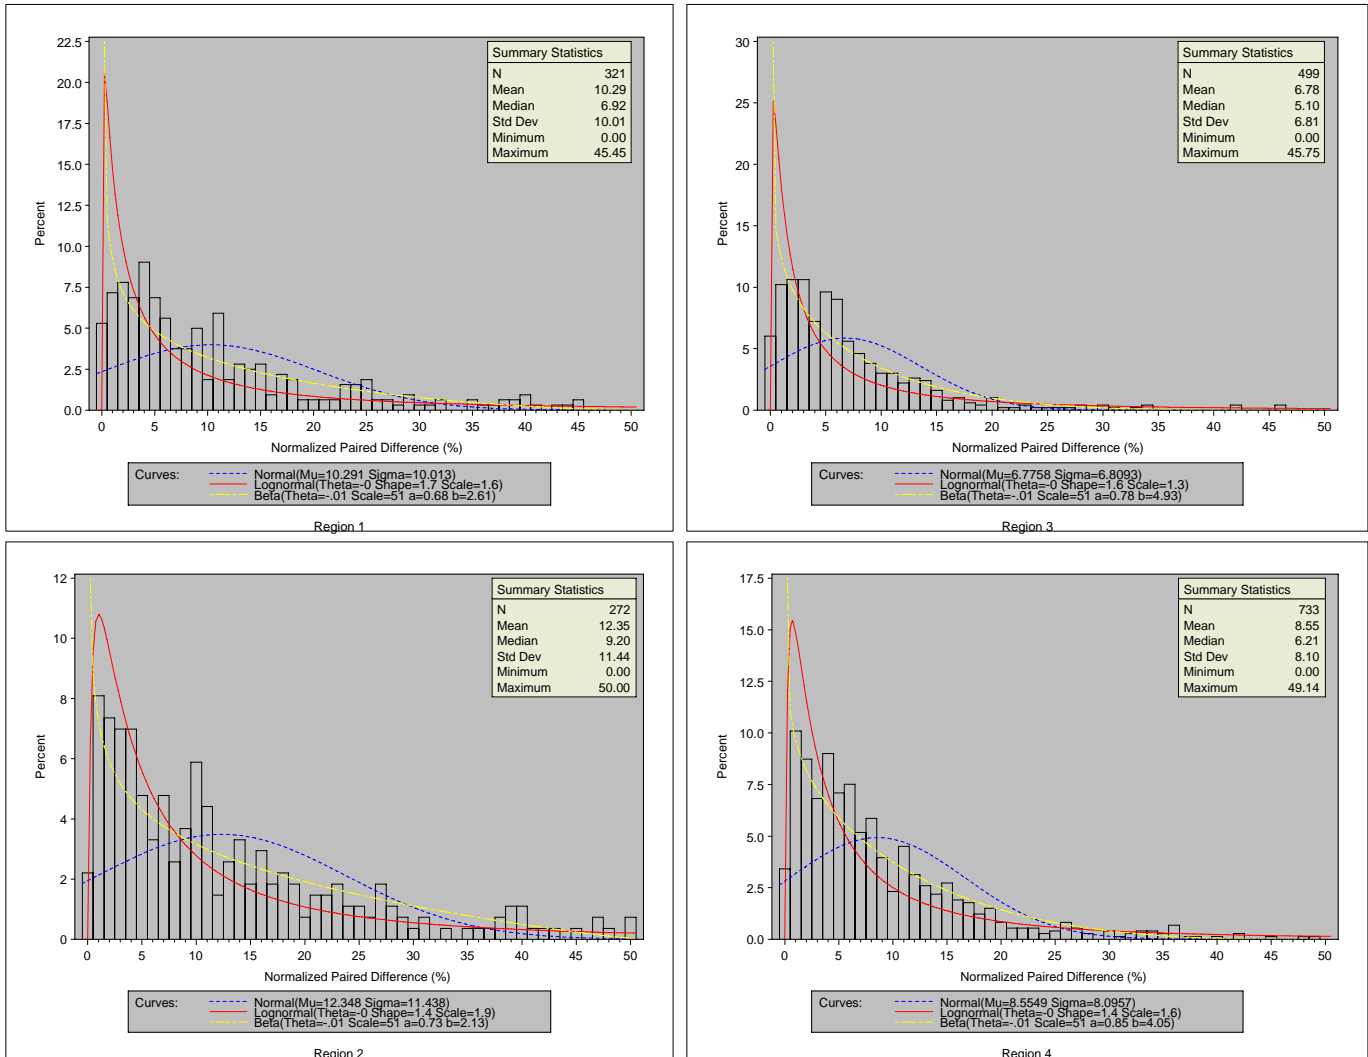 22.5
20.0
17.5
15.0
12.5
10.0
7.5
5.0
2.5
0.0
Percent
Summary Statistics
N 321
Mean 10.29
Median 6.92
Std Dev 10.01
Minimum 0.00
Maximum 45.45
0 5 10 15 20 25 30 35 40 45 50
Normalized Paired Difference (%)
Curves: Normal(Mu=10.291 Sigma=10.013)
Lognormal(Theta=-0 Shape=1.7 Scale=1.6)
Beta(Theta=-.01 Scale=51 a=0.68 b=2.61)
Region 1
30
25
20
15
10
5
0
Percent
Summary Statistics
N 499
Mean 6.78
Median 5.10
Std Dev 6.81
Minimum 0.00
Maximum 45.75
0 5 10 15 20 25 30 35 40 45 50
Normalized Paired Difference (%)
Curves: Normal(Mu=6.7758 Sigma=6.8093)
Lognormal(Theta=-0 Shape=1.6 Scale=1.3)
Beta(Theta=-.01 Scale=51 a=0.78 b=4.93)
Region 3
12
10
8
6
4
2
0
Percent
Summary Statistics
N 272
Mean 12.35
Median 9.20
Std Dev 11.44
Minimum 0.00
Maximum 50.00
0 5 10 15 20 25 30 35 40 45 50
Normalized Paired Difference (%)
Curves: Normal(Mu=12.348 Sigma=11.438)
Lognormal(Theta=-0 Shape=1.4 Scale=1.9)
Beta(Theta=-.01 Scale=51 a=0.73 b=2.13)
Region 2
17.5
15.0
12.5
10.0
7.5
5.0
2.5
0.0
Percent
Summary Statistics
N 733
Mean 8.55
Median 6.21
Std Dev 8.10
Minimum 0.00
Maximum 49.14
0 5 10 15 20 25 30 35 40 45 50
Normalized Paired Difference (%)
Curves: Normal(Mu=8.5549 Sigma=8.0957)
Lognormal(Theta=-0 Shape=1.4 Scale=1.6)
Beta(Theta=-.01 Scale=51 a=0.85 b=4.05)
Region 4